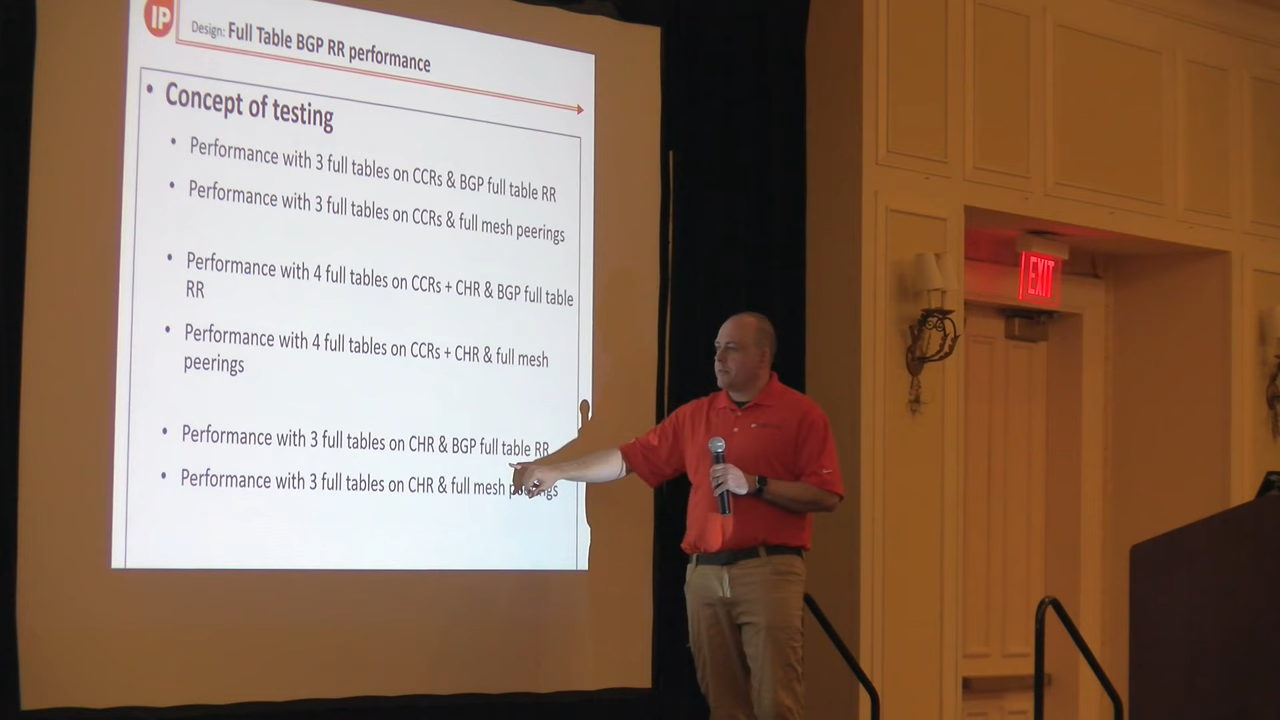 IP
Design: Full Table BGP RR performance
• Concept of testing
• Performance with 3 full tables on CCRs & BGP full table RR
• Performance with 3 full tables on CCRs & full mesh peerings
• Performance with 4 full tables on CCRs + CHR & BGP full table
RR
• Performance with 4 full tables on CCRs + CHR & full mesh
peerings
• Performance with 3 full tables on CHR & BGP full table RR
• Performance with 3 full tables on CHR & full mesh
EXIT